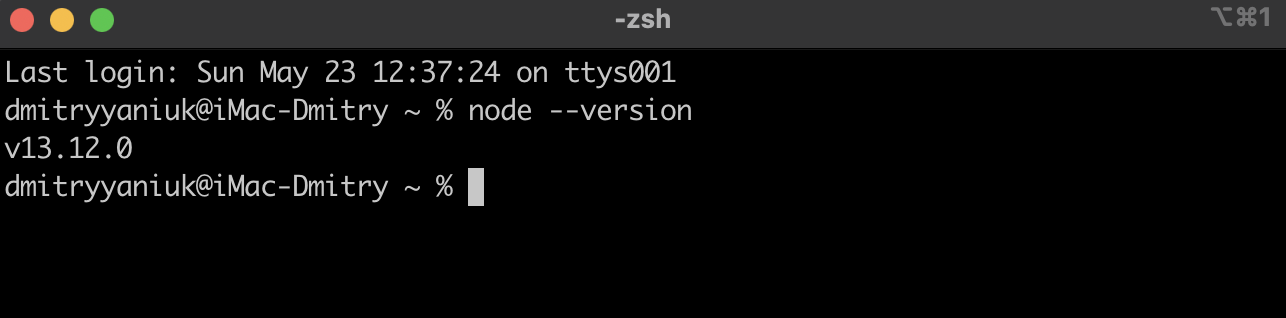 -zsh
⌥⌘1
Last login: Sun May 23 12:37:24 on ttys001
dmitryyaniuk@iMac-Dmitry ~ % node --version
v13.12.0
dmitryyaniuk@iMac-Dmitry ~ %